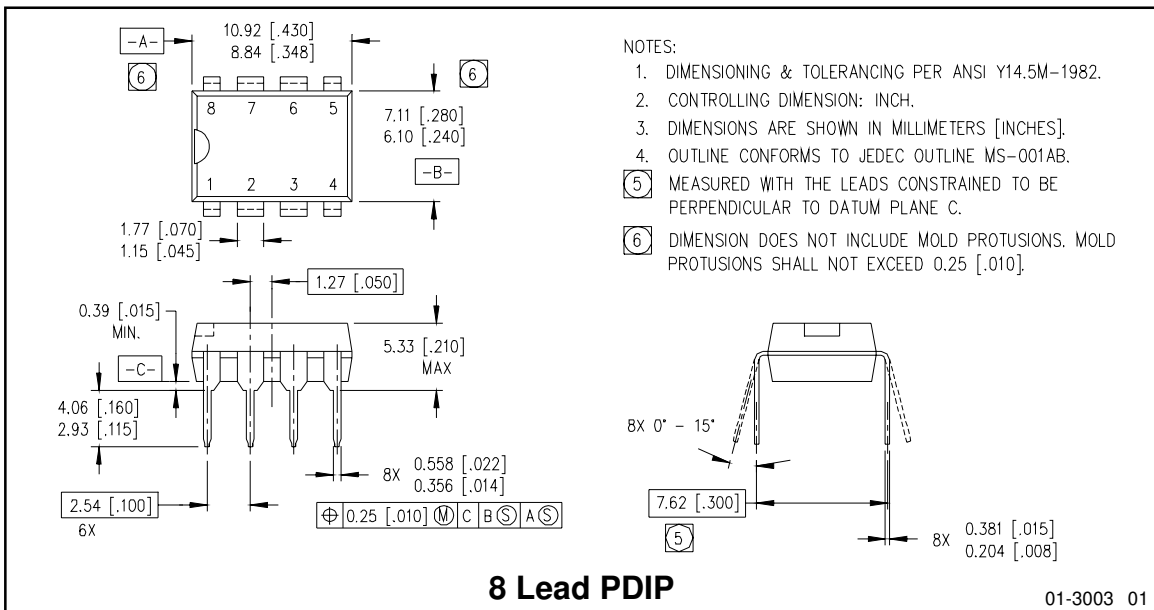 10.92 [.430]
8.84 [.348]
-A-
6
6
8 7 6 5
7.11 [.280]
6.10 [.240]
-B-
1 2 3 4
1.77 [.070]
1.15 [.045]
1.27 [.050]
0.39 [.015]
MIN.
5.33 [.210]
MAX
-C-
4.06 [.160]
2.93 [.115]
8X 0.558 [.022]
0.356 [.014]
2.54 [.100]
6X
⌖ 0.25 [.010] Ⓜ C B Ⓢ A Ⓢ
NOTES:
1. DIMENSIONING & TOLERANCING PER ANSI Y14.5M-1982.
2. CONTROLLING DIMENSION: INCH.
3. DIMENSIONS ARE SHOWN IN MILLIMETERS [INCHES].
4. OUTLINE CONFORMS TO JEDEC OUTLINE MS-001AB.
5 MEASURED WITH THE LEADS CONSTRAINED TO BE
PERPENDICULAR TO DATUM PLANE C.
6 DIMENSION DOES NOT INCLUDE MOLD PROTUSIONS. MOLD
PROTUSIONS SHALL NOT EXCEED 0.25 [.010].
8X 0° - 15°
7.62 [.300]
5
8X 0.381 [.015]
0.204 [.008]
8 Lead PDIP
01-3003 01